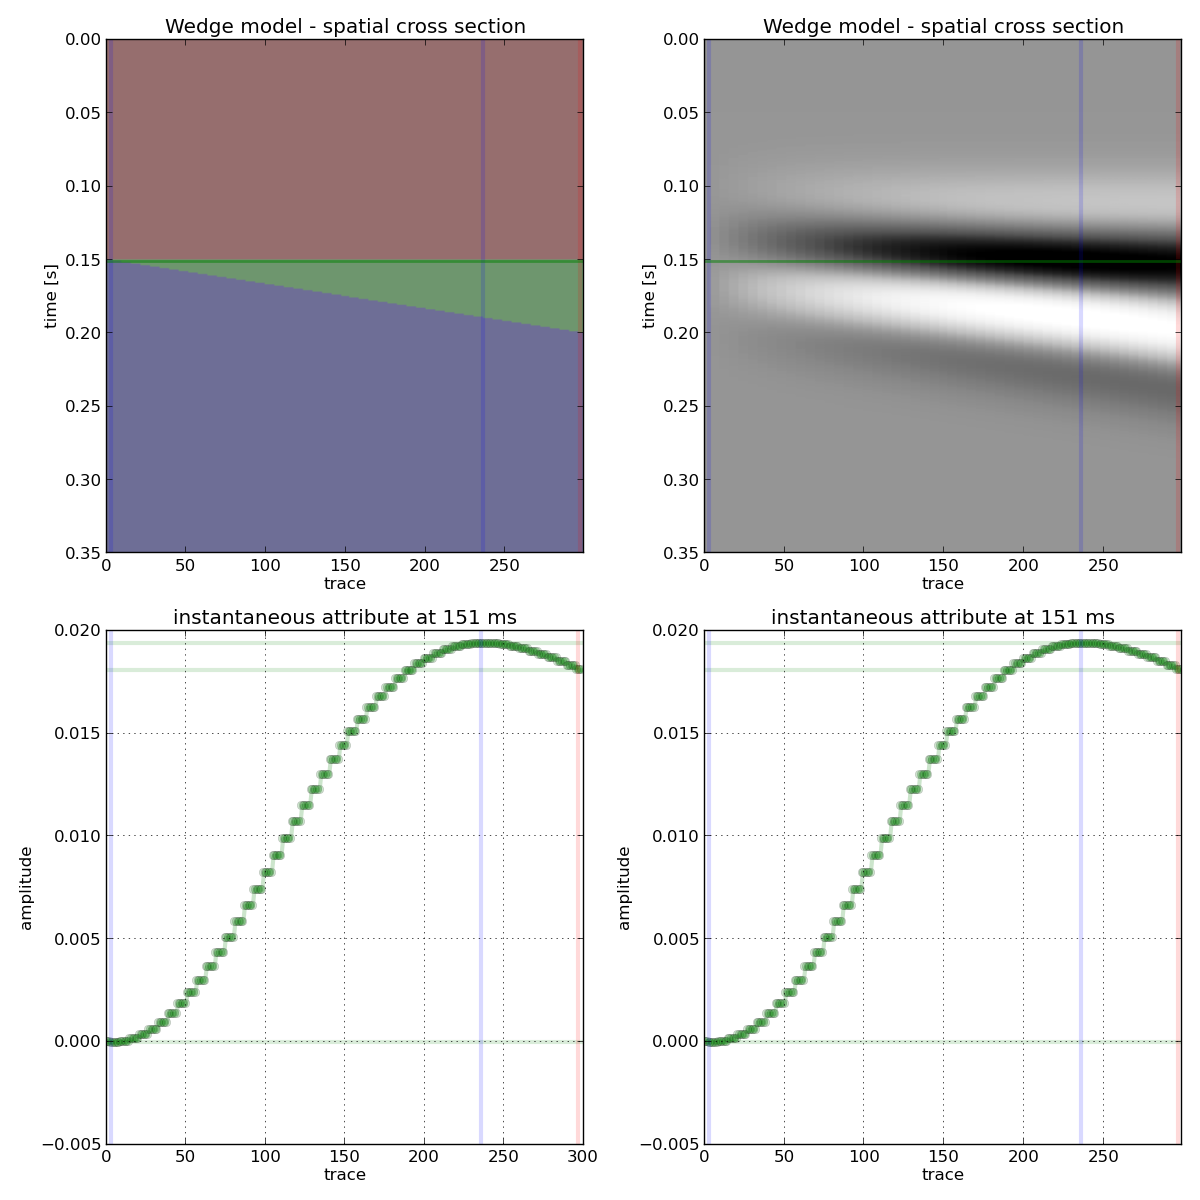 Wedge model - spatial cross section
0.00
0.05
0.10
0.15
0.20
0.25
0.30
0.35
time [s]
0 50 100 150 200 250
trace
Wedge model - spatial cross section
0.00
0.05
0.10
0.15
0.20
0.25
0.30
0.35
time [s]
0 50 100 150 200 250
trace
instantaneous attribute at 151 ms
0.020
0.015
0.010
0.005
0.000
−0.005
amplitude
0 50 100 150 200 250 300
trace
instantaneous attribute at 151 ms
0.020
0.015
0.010
0.005
0.000
−0.005
amplitude
0 50 100 150 200 250
trace